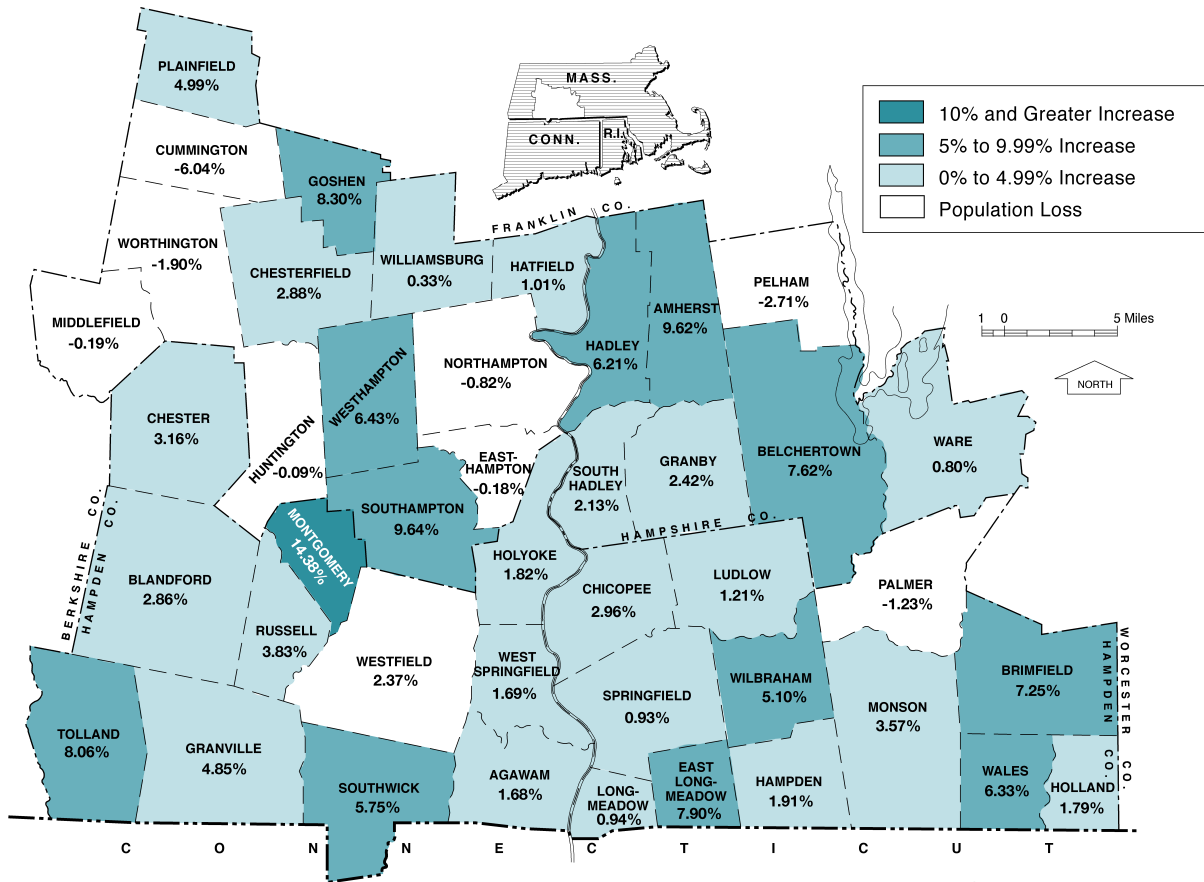 PLAINFIELD
4.99%
CUMMINGTON
-6.04%
GOSHEN
8.30%
MASS.
CONN.
R.I.
10% and Greater Increase
5% to 9.99% Increase
0% to 4.99% Increase
Population Loss
FRANKLIN CO.
WORTHINGTON
-1.90%
CHESTERFIELD
2.88%
WILLIAMSBURG
0.33%
HATFIELD
1.01%
PELHAM
-2.71%
AMHERST
9.62%
MIDDLEFIELD
-0.19%
1 0 5 Miles
NORTH
HADLEY
6.21%
NORTHAMPTON
-0.82%
WESTHAMPTON
6.43%
CHESTER
3.16%
HUNTINGTON
-0.09%
EAST-
HAMPTON
-0.18%
SOUTH
HADLEY
2.13%
GRANBY
2.42%
BELCHERTOWN
7.62%
WARE
0.80%
SOUTHAMPTON
9.64%
MONTGOMERY
14.38%
HAMPSHIRE CO.
BERKSHIRE CO.
HAMPDEN CO.
BLANDFORD
2.86%
HOLYOKE
1.82%
CHICOPEE
2.96%
LUDLOW
1.21%
PALMER
-1.23%
RUSSELL
3.83%
WESTFIELD
2.37%
WEST
SPRINGFIELD
1.69%
SPRINGFIELD
0.93%
WILBRAHAM
5.10%
MONSON
3.57%
BRIMFIELD
7.25%
HAMPDEN CO.
WORCESTER CO.
TOLLAND
8.06%
GRANVILLE
4.85%
SOUTHWICK
5.75%
AGAWAM
1.68%
LONG-
MEADOW
0.94%
EAST
LONG-
MEADOW
7.90%
HAMPDEN
1.91%
WALES
6.33%
HOLLAND
1.79%
CONNECTICUT